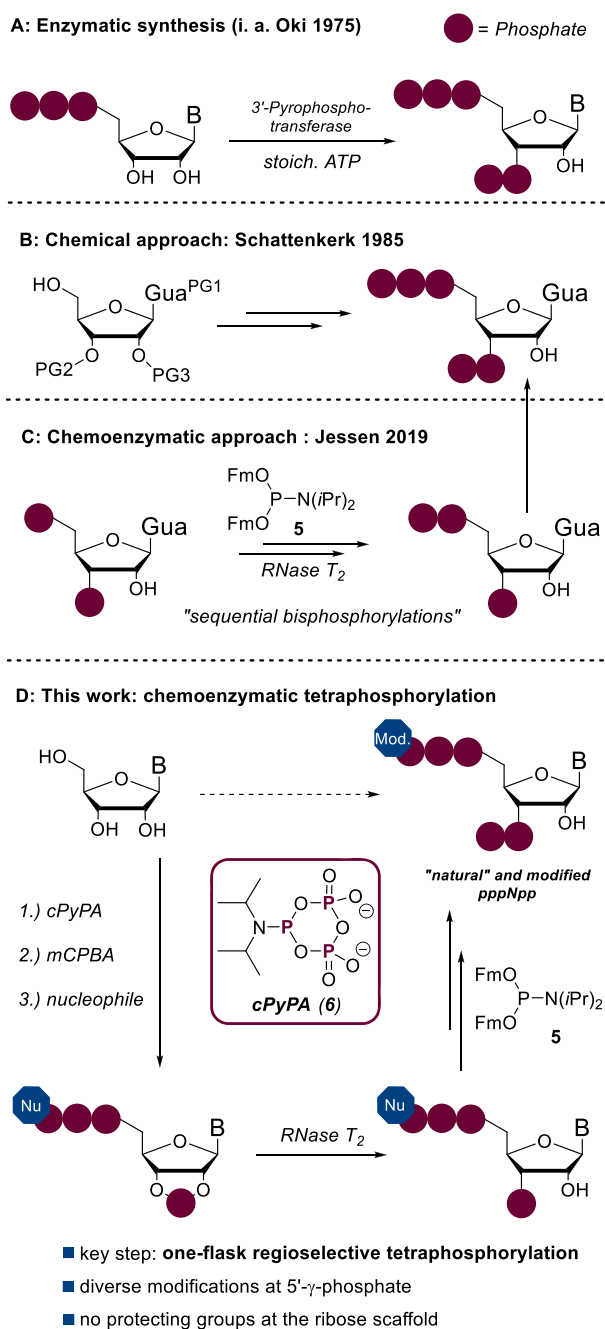 A: Enzymatic synthesis (i. a. Oki 1975)
= Phosphate
B
O
OH OH
3'-Pyrophospho-
transferase
stoich. ATP
B
O
OH
B: Chemical approach: Schattenkerk 1985
HO
O
Gua^PG1
O
O
PG2
PG3
Gua
O
OH
C: Chemoenzymatic approach : Jessen 2019
FmO
P−N(iPr)₂
FmO
5
RNase T₂
Gua
O
OH
Gua
O
OH
"sequential bisphosphorylations"
D: This work: chemoenzymatic tetraphosphorylation
HO
B
O
OH OH
Mod.
B
O
OH
"natural" and modified
pppNpp
1.) cPyPA
2.) mCPBA
3.) nucleophile
O
O P O ⊖
N−P O
O P ⊖
O O
cPyPA (6)
FmO
P−N(iPr)₂
FmO
5
Nu
B
O
O O
RNase T₂
Nu
B
O
OH
key step: one-flask regioselective tetraphosphorylation
diverse modifications at 5'-γ-phosphate
no protecting groups at the ribose scaffold